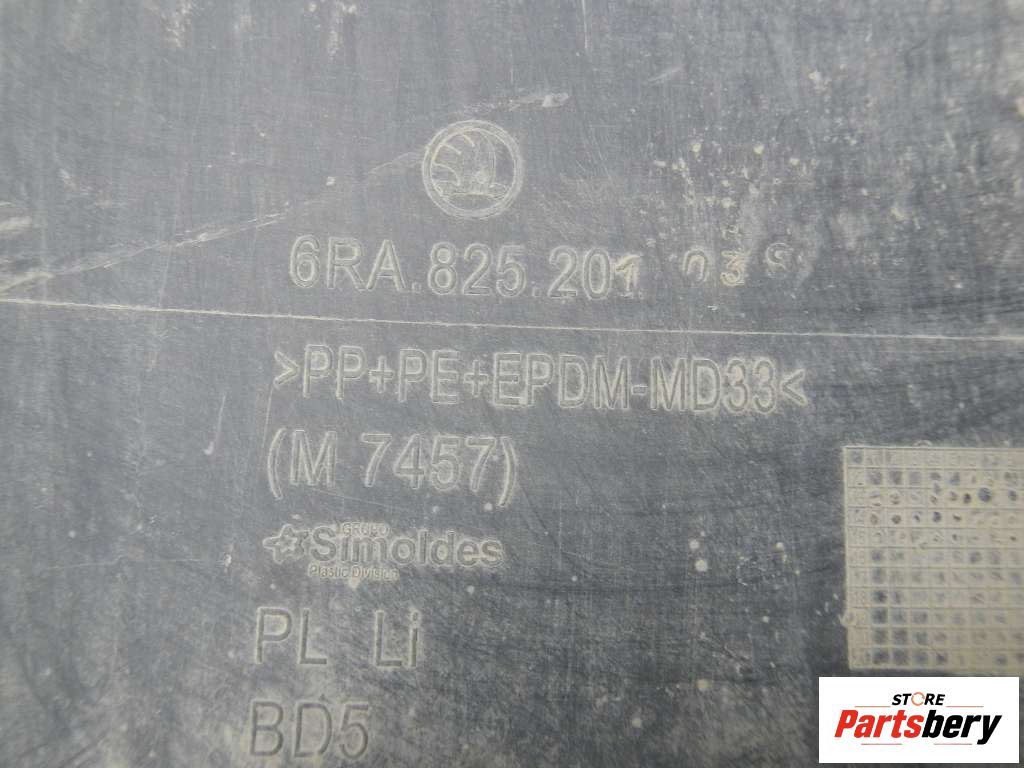 6RA.825.201
>PP+PE+EPDM-MD33<
(M 7457)
GRUPO
Simoldes
Plastic Division
PL Li
BD5
STORE
Partsbery